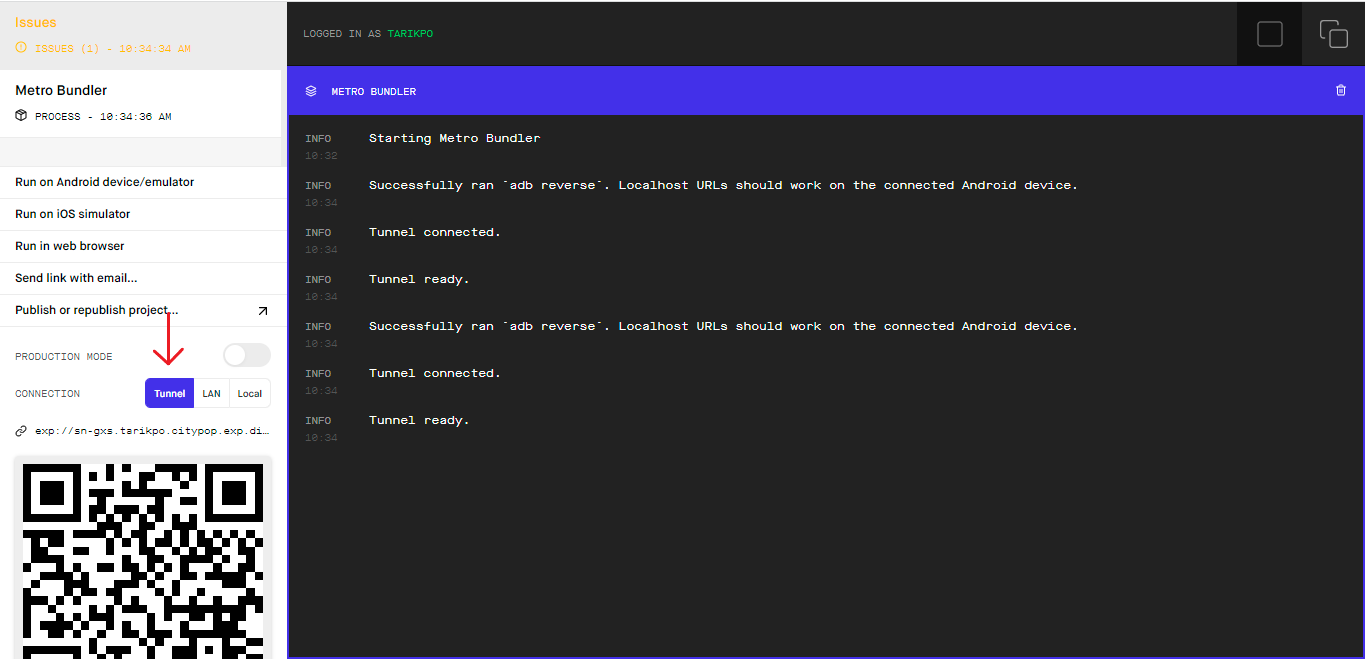 Issues
ISSUES (1) - 10:34:34 AM
Metro Bundler
PROCESS - 10:34:36 AM
Run on Android device/emulator
Run on iOS simulator
Run in web browser
Send link with email...
Publish or republish project...
PRODUCTION MODE
CONNECTION Tunnel LAN Local
exp://sn-gxs.tarikpo.citypop.exp.di...
LOGGED IN AS TARIKPO
METRO BUNDLER
INFO Starting Metro Bundler
10:32
INFO Successfully ran `adb reverse`. Localhost URLs should work on the connected Android device.
10:34
INFO Tunnel connected.
10:34
INFO Tunnel ready.
10:34
INFO Successfully ran `adb reverse`. Localhost URLs should work on the connected Android device.
10:34
INFO Tunnel connected.
10:34
INFO Tunnel ready.
10:34